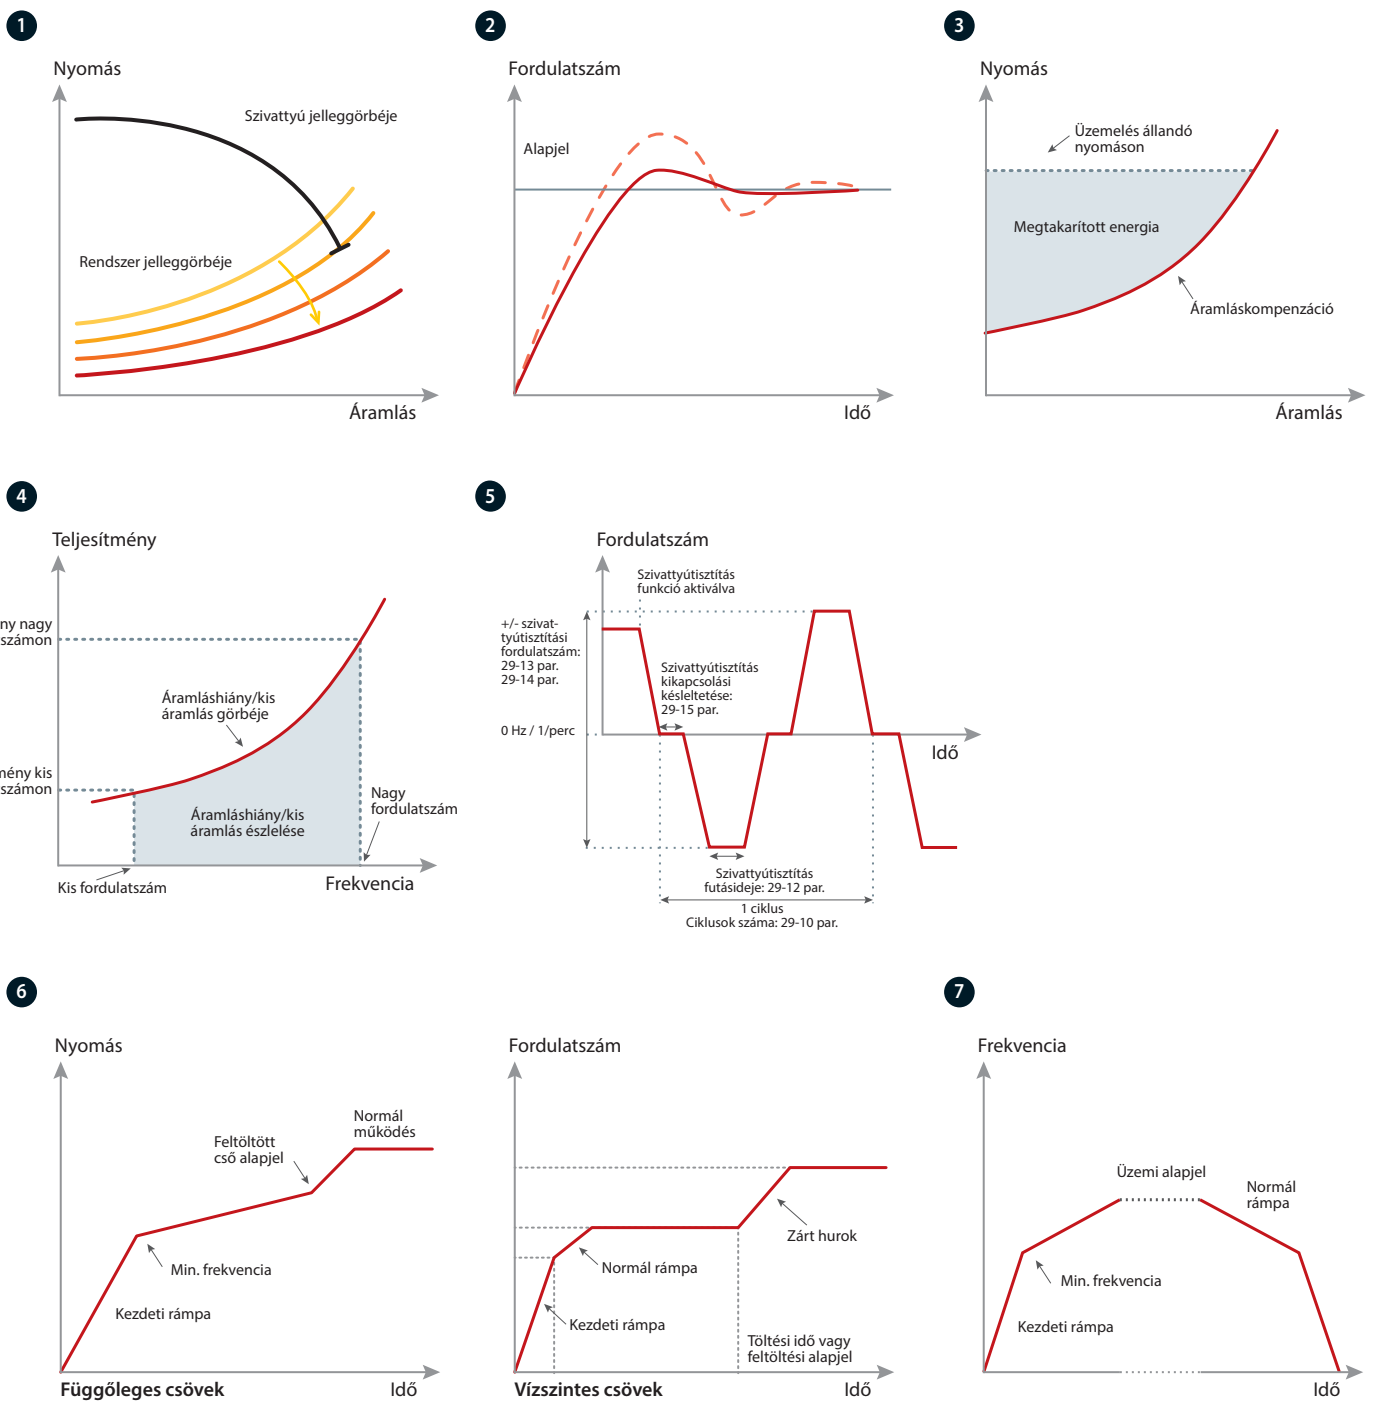 1
Nyomás
Szivattyú jelleggörbéje
Rendszer jelleggörbéje
Áramlás
2
Fordulatszám
Alapjel
Idő
3
Nyomás
Üzemelés állandó
nyomáson
Megtakarított energia
Áramláskompenzáció
Áramlás
4
Teljesítmény
ny nagy
számon
Áramláshiány/kis
áramlás görbéje
mény kis
számon
Áramláshiány/kis
áramlás észlelése
Nagy
fordulatszám
Kis fordulatszám
Frekvencia
5
Fordulatszám
Szivattyútisztítás
funkció aktiválva
+/- szivat-
tyútisztítási
fordulatszám:
29-13 par.
29-14 par.
Szivattyútisztítás
kikapcsolási
késleltetése:
29-15 par.
0 Hz / 1/perc
Idő
Szivattyútisztítás
futásideje: 29-12 par.
1 ciklus
Ciklusok száma: 29-10 par.
6
Nyomás
Normál
működés
Feltöltött
cső alapjel
Min. frekvencia
Kezdeti rámpa
Függőleges csövek
Idő
Fordulatszám
Zárt hurok
Normál rámpa
Kezdeti rámpa
Töltési idő vagy
feltöltési alapjel
Vízszintes csövek
Idő
7
Frekvencia
Üzemi alapjel
Normál
rámpa
Min. frekvencia
Kezdeti rámpa
Idő